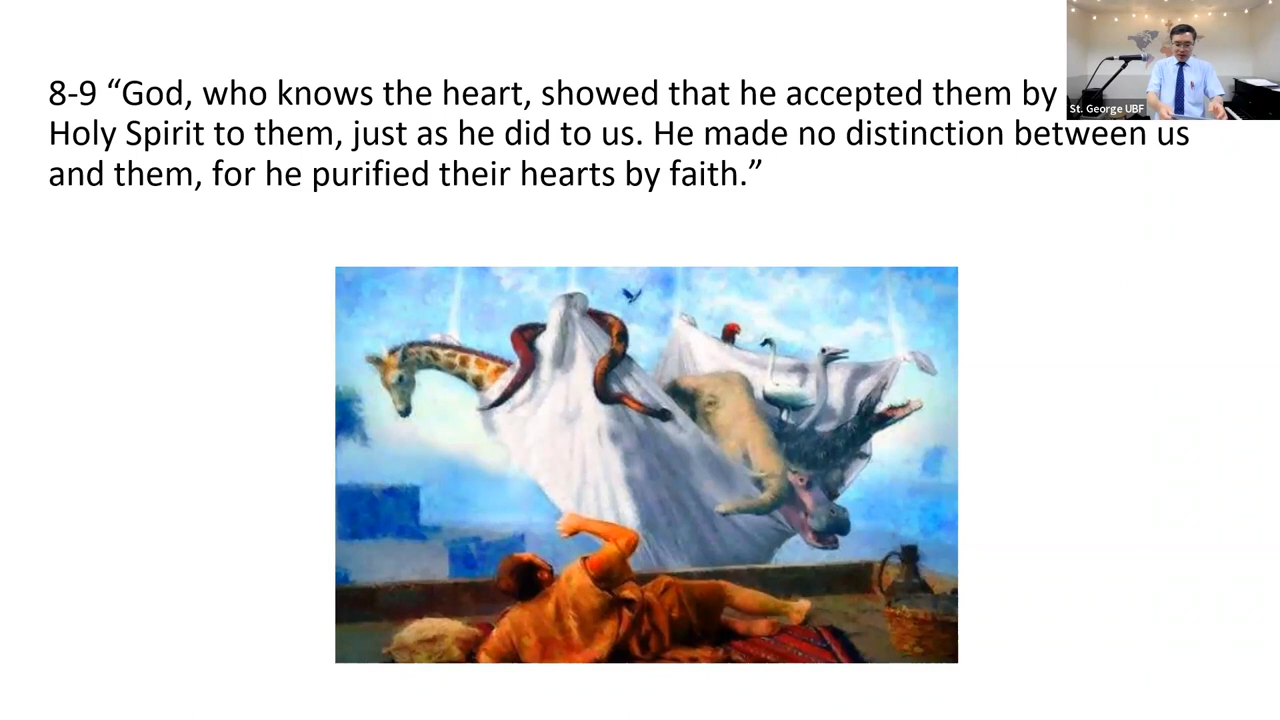 8-9 “God, who knows the heart, showed that he accepted them by
Holy Spirit to them, just as he did to us. He made no distinction between us
and them, for he purified their hearts by faith.”
St. George UBF